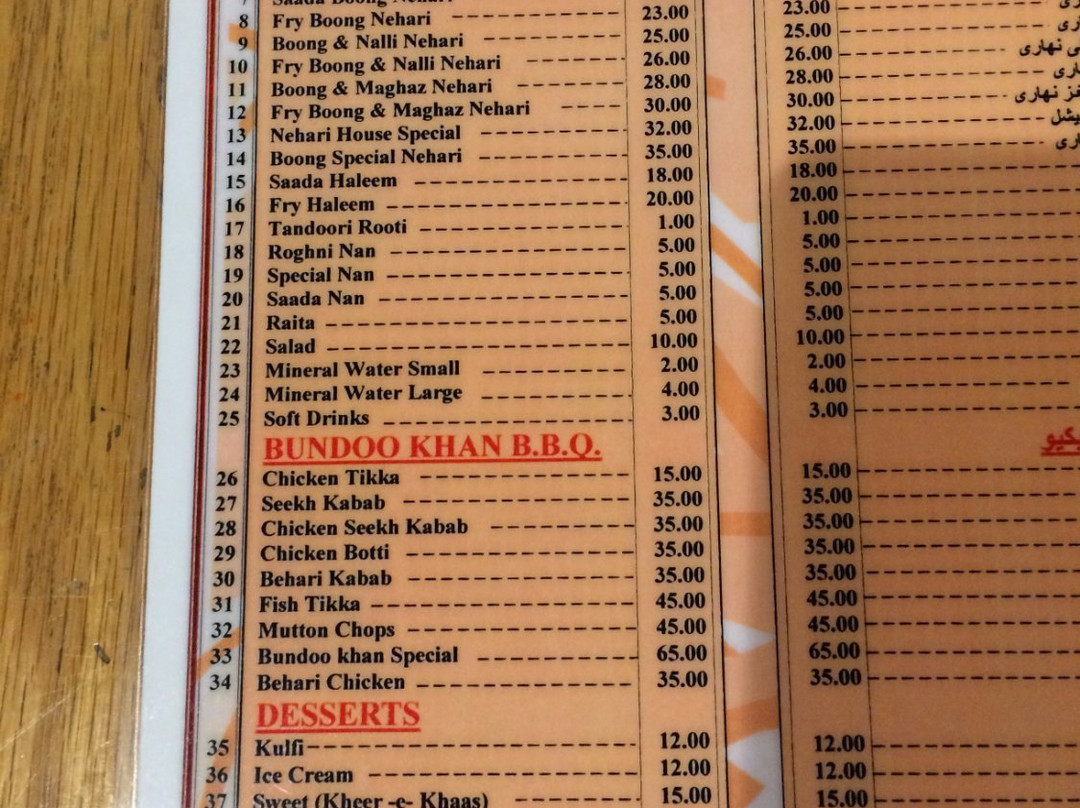 7 Saada Boong Nehari
8 Fry Boong Nehari 23.00 23.00
9 Boong & Nalli Nehari 25.00 25.00
10 Fry Boong & Nalli Nehari 26.00 26.00 نهاری
11 Boong & Maghaz Nehari 28.00 28.00
12 Fry Boong & Maghaz Nehari 30.00 30.00 نهاری
13 Nehari House Special 32.00 32.00
14 Boong Special Nehari 35.00 35.00
15 Saada Haleem 18.00 18.00
16 Fry Haleem 20.00 20.00
17 Tandoori Rooti 1.00 1.00
18 Roghni Nan 5.00 5.00
19 Special Nan 5.00 5.00
20 Saada Nan 5.00 5.00
21 Raita 5.00 5.00
22 Salad 10.00 10.00
23 Mineral Water Small 2.00 2.00
24 Mineral Water Large 4.00 4.00
25 Soft Drinks 3.00 3.00
BUNDOO KHAN B.B.Q.
26 Chicken Tikka 15.00 15.00
27 Seekh Kabab 35.00 35.00
28 Chicken Seekh Kabab 35.00 35.00
29 Chicken Botti 35.00 35.00
30 Behari Kabab 35.00 35.00
31 Fish Tikka 45.00 45.00
32 Mutton Chops 45.00 45.00
33 Bundoo khan Special 65.00 65.00
34 Behari Chicken 35.00 35.00
DESSERTS
35 Kulfi 12.00 12.00
36 Ice Cream 12.00 12.00
37 Sweet (Kheer -e- Khaas) 15.00 15.00